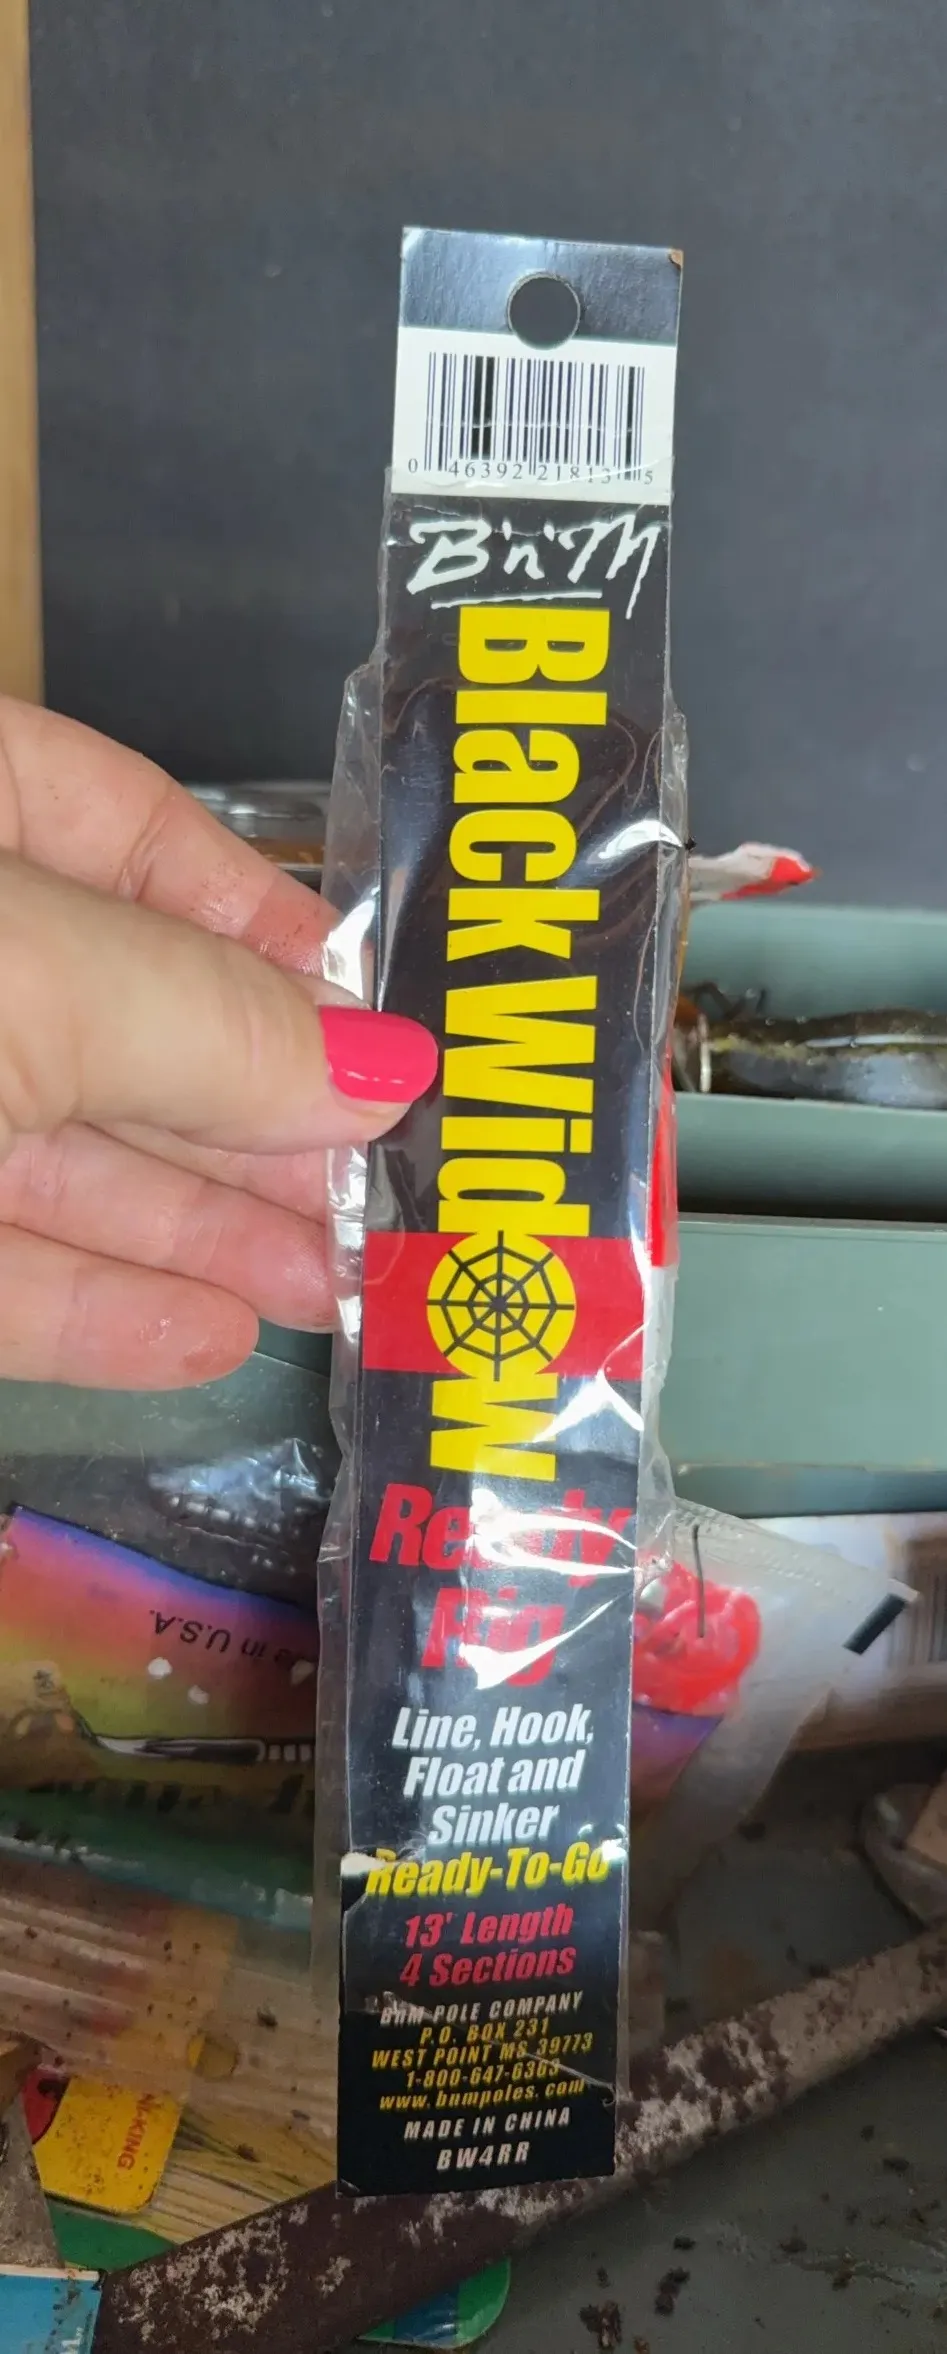 0 46392 21813 5
B'n'M
Black Widow
Ready
Rig
Line, Hook,
Float and
Sinker
Ready-To-Go
13' Length
4 Sections
BNM POLE COMPANY
P.O. BOX 231
WEST POINT MS 39773
1-800-647-6363
www.bnmpoles.com
MADE IN CHINA
BW4RR
in U.S.A.